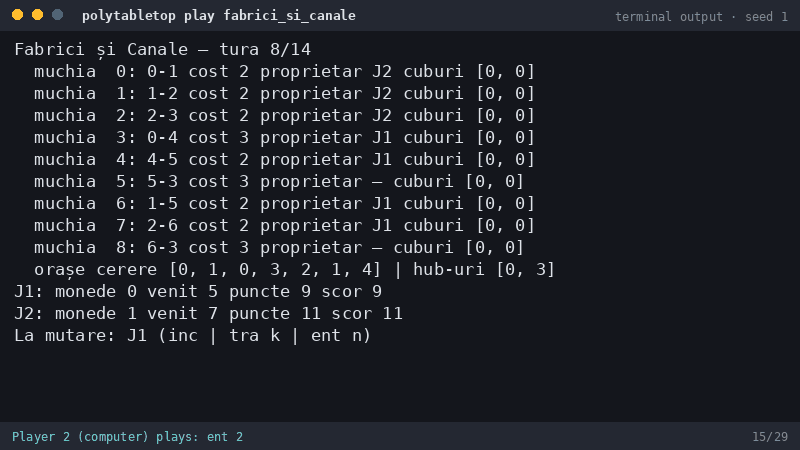 polytabletop play fabrici_si_canale
terminal output · seed 1
Fabrici și Canale — tura 8/14
muchia 0: 0-1 cost 2 proprietar J2 cuburi [0, 0]
muchia 1: 1-2 cost 2 proprietar J2 cuburi [0, 0]
muchia 2: 2-3 cost 2 proprietar J2 cuburi [0, 0]
muchia 3: 0-4 cost 3 proprietar J1 cuburi [0, 0]
muchia 4: 4-5 cost 2 proprietar J1 cuburi [0, 0]
muchia 5: 5-3 cost 3 proprietar — cuburi [0, 0]
muchia 6: 1-5 cost 2 proprietar J1 cuburi [0, 0]
muchia 7: 2-6 cost 2 proprietar J1 cuburi [0, 0]
muchia 8: 6-3 cost 3 proprietar — cuburi [0, 0]
orașe cerere [0, 1, 0, 3, 2, 1, 4] | hub-uri [0, 3]
J1: monede 0 venit 5 puncte 9 scor 9
J2: monede 1 venit 7 puncte 11 scor 11
La mutare: J1 (inc | tra k | ent n)
Player 2 (computer) plays: ent 2
15/29